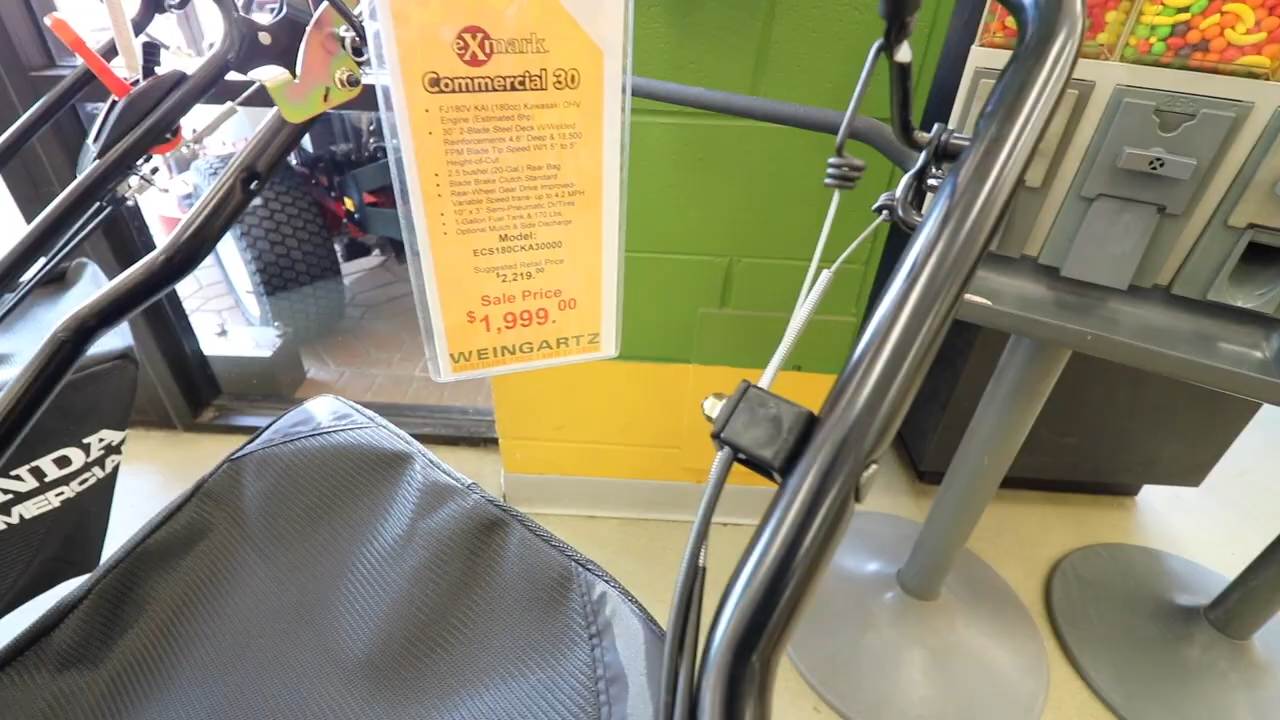 eXmark
Commercial 30
• FJ180V KAI (180cc) Kawasaki OHV
Engine (Estimated 6hp)
• 30" 2-Blade Steel Deck W/Welded
Reinforcements 4.6" Deep & 18,500
FPM Blade Tip Speed W/1.5" to 5"
Height-of-Cut
• 2.5 bushel (20-Gal.) Rear Bag
• Blade Brake Clutch Standard
• Rear-Wheel Gear Drive Improved-
Variable Speed trans- up to 4.2 MPH
• 10" x 3" Semi-Pneumatic Dr/Tires
• 1-Gallon Fuel Tank & 170 Lbs
• Optional Mulch & Side Discharge
Model:
ECS180CKA30000
Suggested Retail Price
$2,219.00
Sale Price
$1,999.00
WEINGARTZ
NDA
MERCIA
25¢